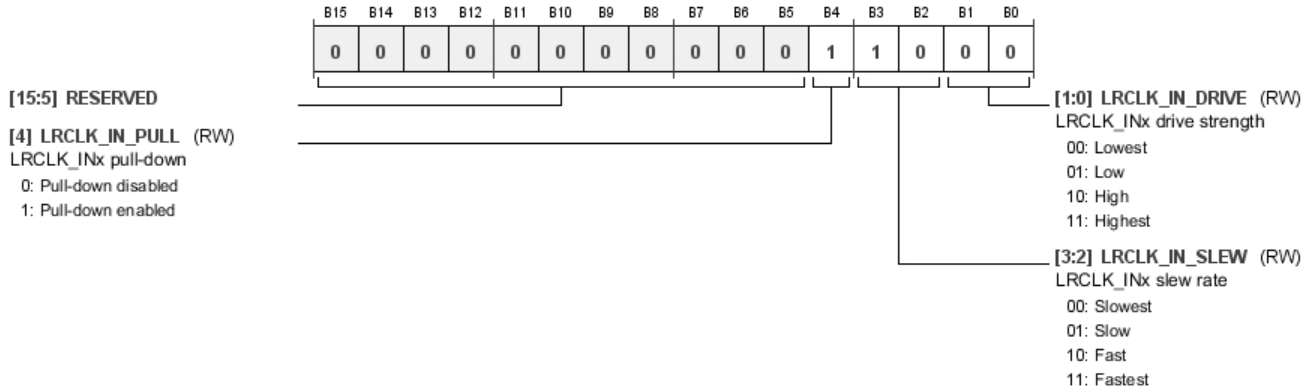 B15 B14 B13 B12 B11 B10 B9 B8 B7 B6 B5 B4 B3 B2 B1 B0
0 0 0 0 0 0 0 0 0 0 0 1 1 0 0 0
[15:5] RESERVED
[4] LRCLK_IN_PULL (RW)
LRCLK_INx pull-down
0: Pull-down disabled
1: Pull-down enabled
[1:0] LRCLK_IN_DRIVE (RW)
LRCLK_INx drive strength
00: Lowest
01: Low
10: High
11: Highest
[3:2] LRCLK_IN_SLEW (RW)
LRCLK_INx slew rate
00: Slowest
01: Slow
10: Fast
11: Fastest